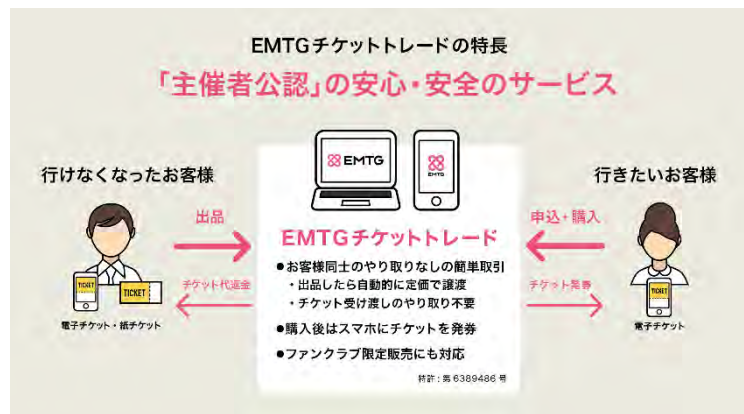 EMTGチケットトレードの特長
「主催者公認」の安心・安全のサービス
行けなくなったお客様
出品
チケット代返金
TICKET
TICKET
電子チケット・紙チケット
EMTG
EMTG
EMTGチケットトレード
●お客様同士のやり取りなしの簡単取引
・出品したら自動的に定価で譲渡
・チケット受け渡しのやり取り不要
●購入後はスマホにチケットを発券
●ファンクラブ限定販売にも対応
特許：第6389486号
行きたいお客様
申込・購入
チケット発券
TICKET
電子チケット